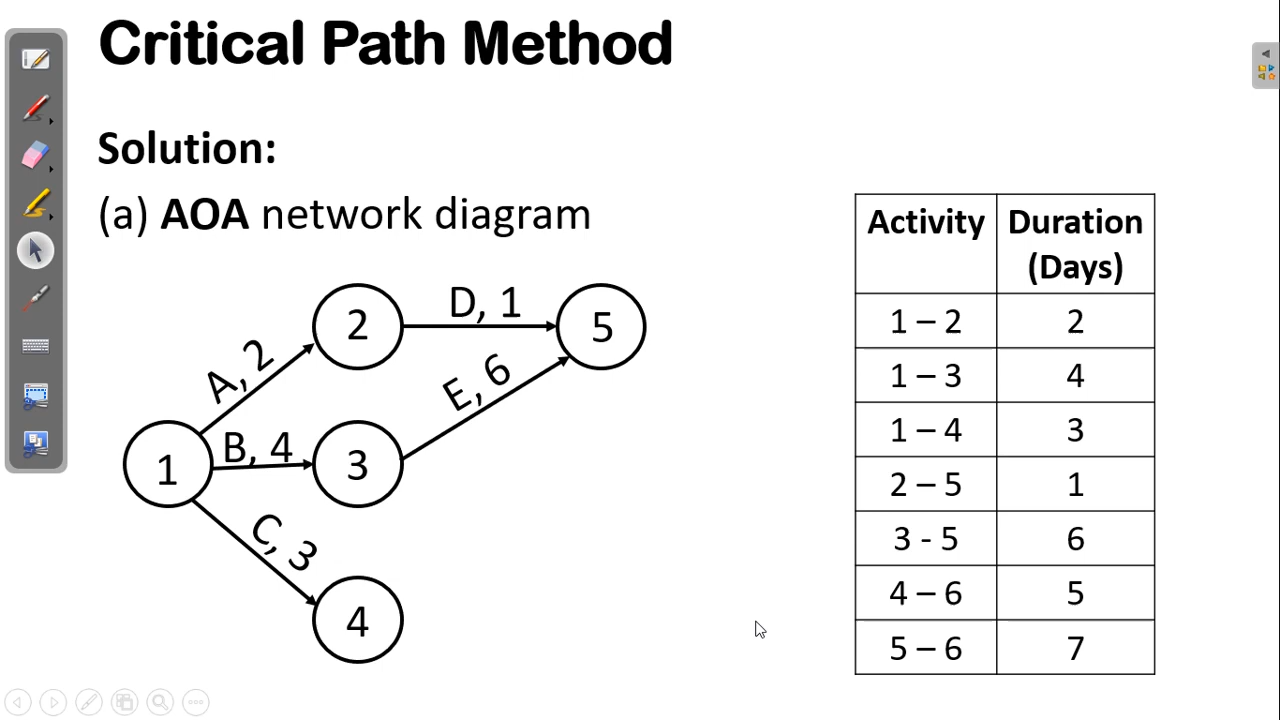 Critical Path Method
Solution:
(a) AOA network diagram
A, 2
B, 4
C, 3
D, 1
E, 6
1
2
3
4
5
Activity Duration (Days)
1 – 2 2
1 – 3 4
1 – 4 3
2 – 5 1
3 - 5 6
4 – 6 5
5 – 6 7